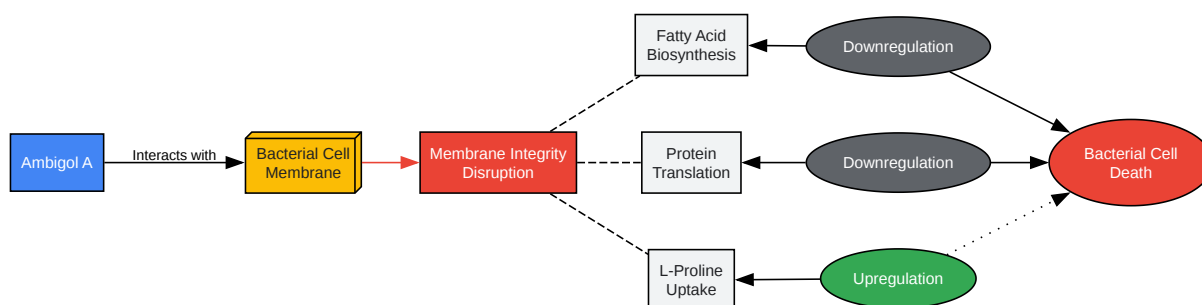 Ambigol A
Interacts with
Bacterial Cell
Membrane
Membrane Integrity
Disruption
Fatty Acid
Biosynthesis
Downregulation
Protein
Translation
Downregulation
L-Proline
Uptake
Upregulation
Bacterial Cell
Death